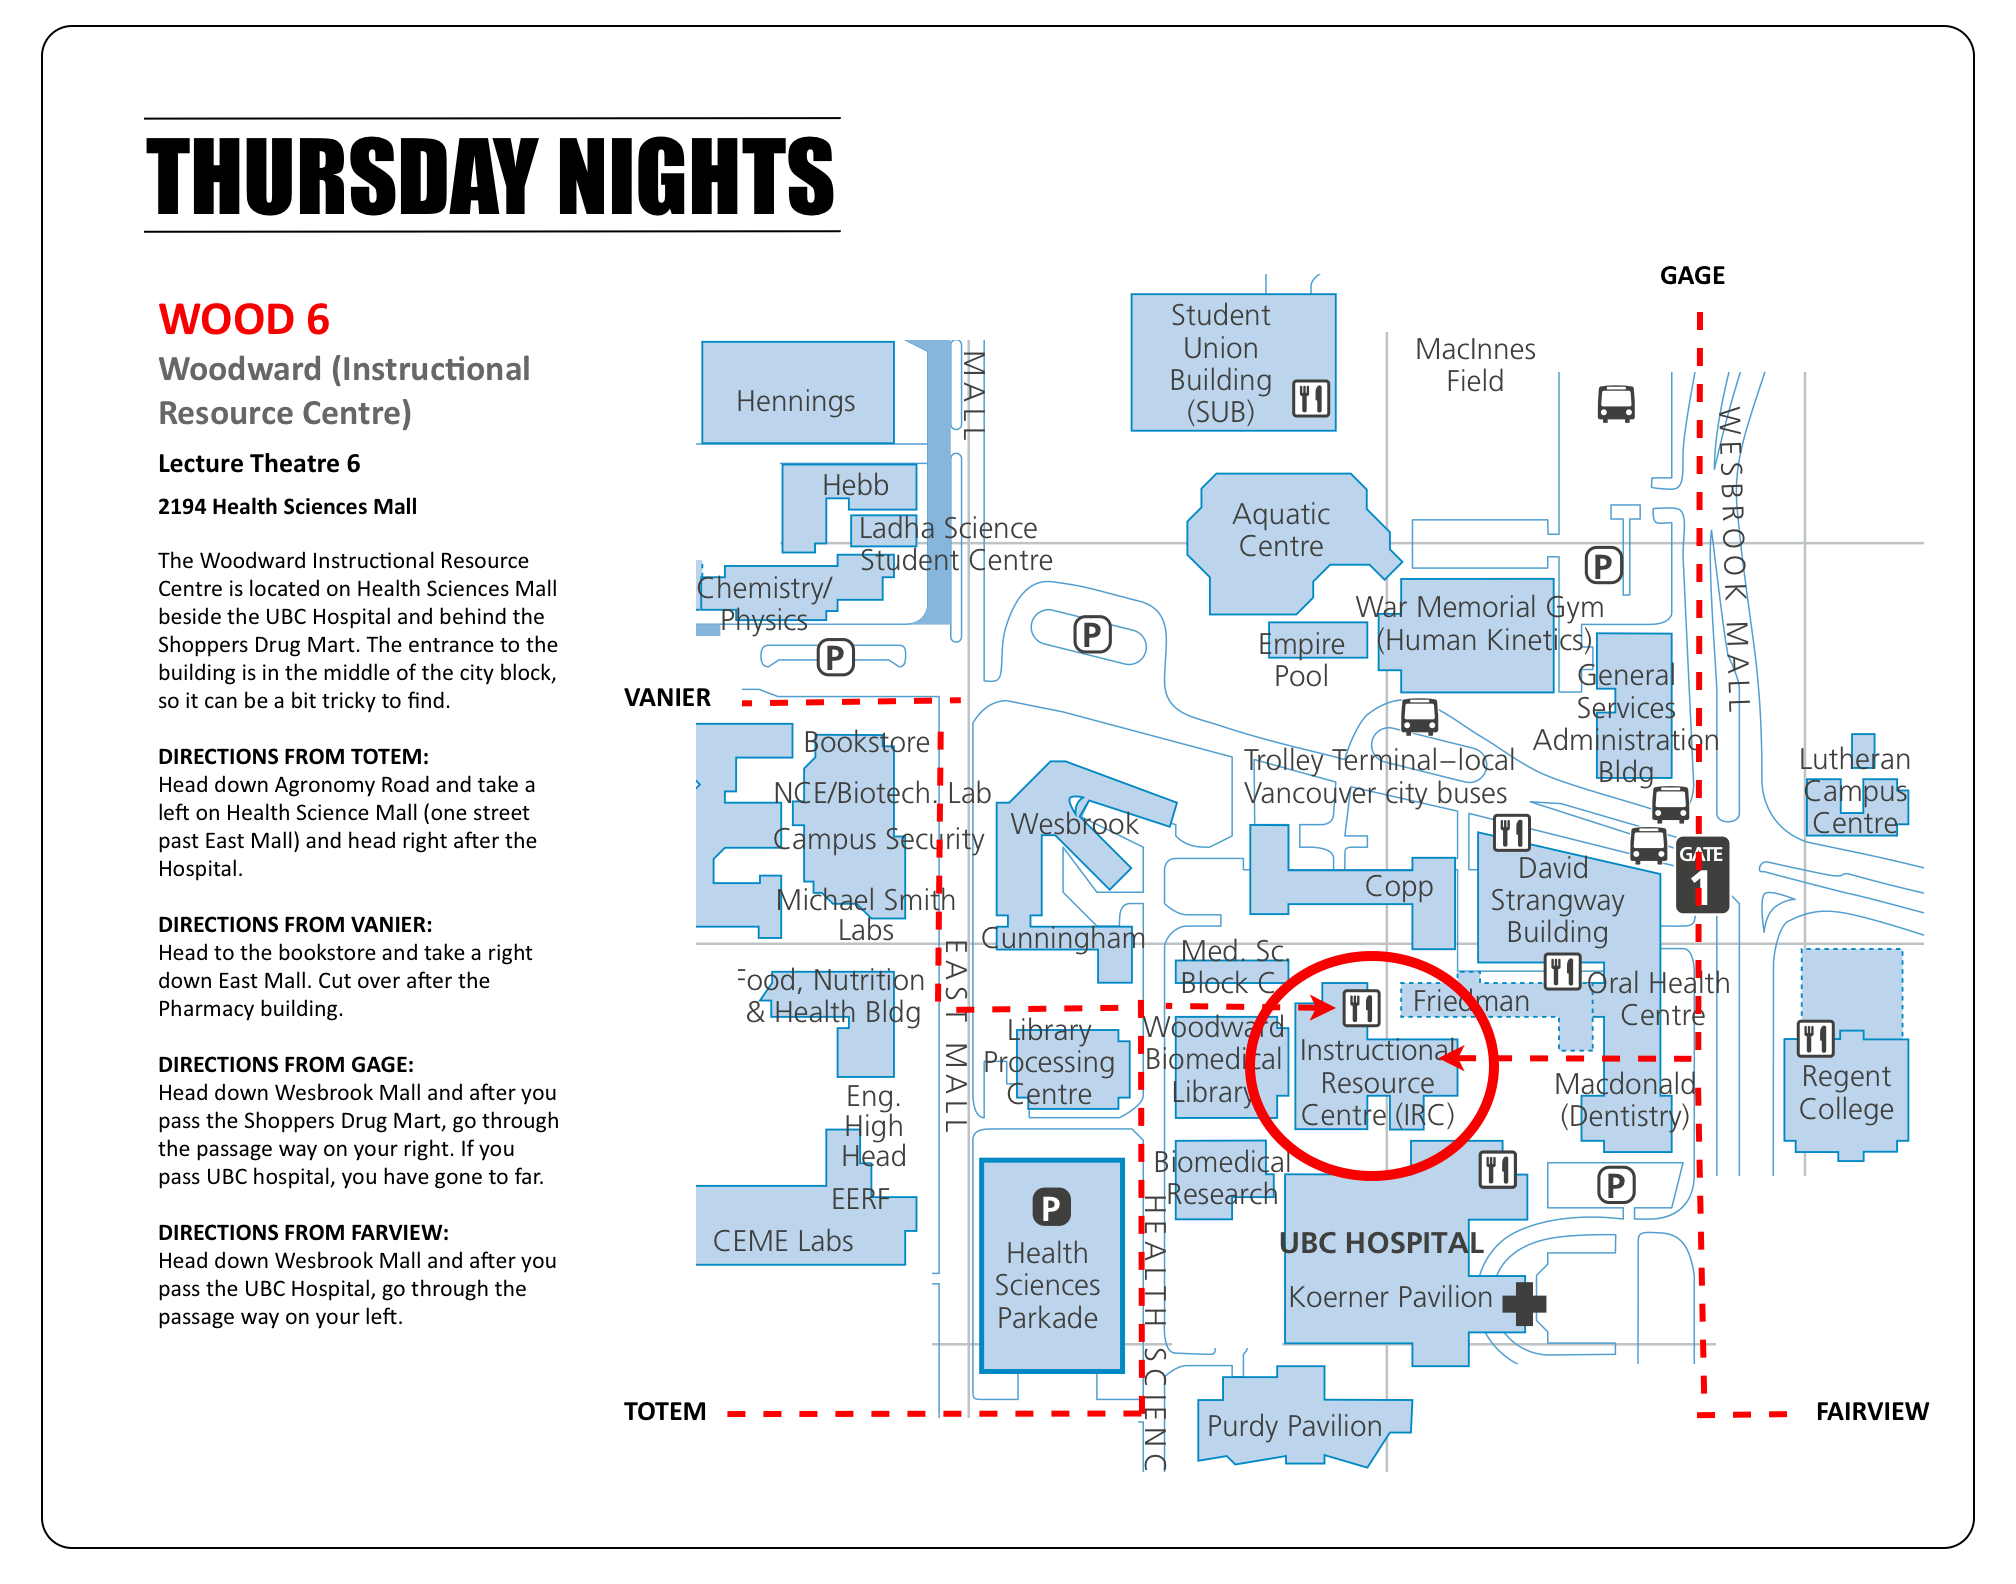 THURSDAY NIGHTS
WOOD 6
Woodward (Instructional
Resource Centre)
Lecture Theatre 6
2194 Health Sciences Mall
The Woodward Instructional Resource
Centre is located on Health Sciences Mall
beside the UBC Hospital and behind the
Shoppers Drug Mart. The entrance to the
building is in the middle of the city block,
so it can be a bit tricky to find.
DIRECTIONS FROM TOTEM:
Head down Agronomy Road and take a
left on Health Science Mall (one street
past East Mall) and head right after the
Hospital.
DIRECTIONS FROM VANIER:
Head to the bookstore and take a right
down East Mall. Cut over after the
Pharmacy building.
DIRECTIONS FROM GAGE:
Head down Wesbrook Mall and after you
pass the Shoppers Drug Mart, go through
the passage way on your right. If you
pass UBC hospital, you have gone to far.
DIRECTIONS FROM FARVIEW:
Head down Wesbrook Mall and after you
pass the UBC Hospital, go through the
passage way on your left.
GAGE
Student
Union
Building
(SUB)
MacInnes
Field
MALL
Hennings
WESBROOK MALL
Hebb
Ladha Science
Student Centre
Aquatic
Centre
Chemistry/
Physics
P
P
P
War Memorial Gym
(Human Kinetics)
Empire
Pool
General
Services
Administration
Bldg
VANIER
Bookstore
NCE/Biotech. Lab
Campus Security
Michael Smith
Labs
Wesbrook
Trolley Terminal–local
Vancouver city buses
Lutheran
Campus
Centre
GATE
1
Copp
David
Strangway
Building
Cunningham
EAST MALL
Med. Sc.
Block C
Food, Nutrition
& Health Bldg
Friedman
Oral Health
Centre
Library
Processing
Centre
Woodward
Biomedical
Library
Instructional
Resource
Centre (IRC)
Macdonald
(Dentistry)
Regent
College
Eng.
High
Head
EERF
CEME Labs
Biomedical
Research
P
P
Health
Sciences
Parkade
HEALTH SCIENC
UBC HOSPITAL
Koerner Pavilion
TOTEM
Purdy Pavilion
FAIRVIEW